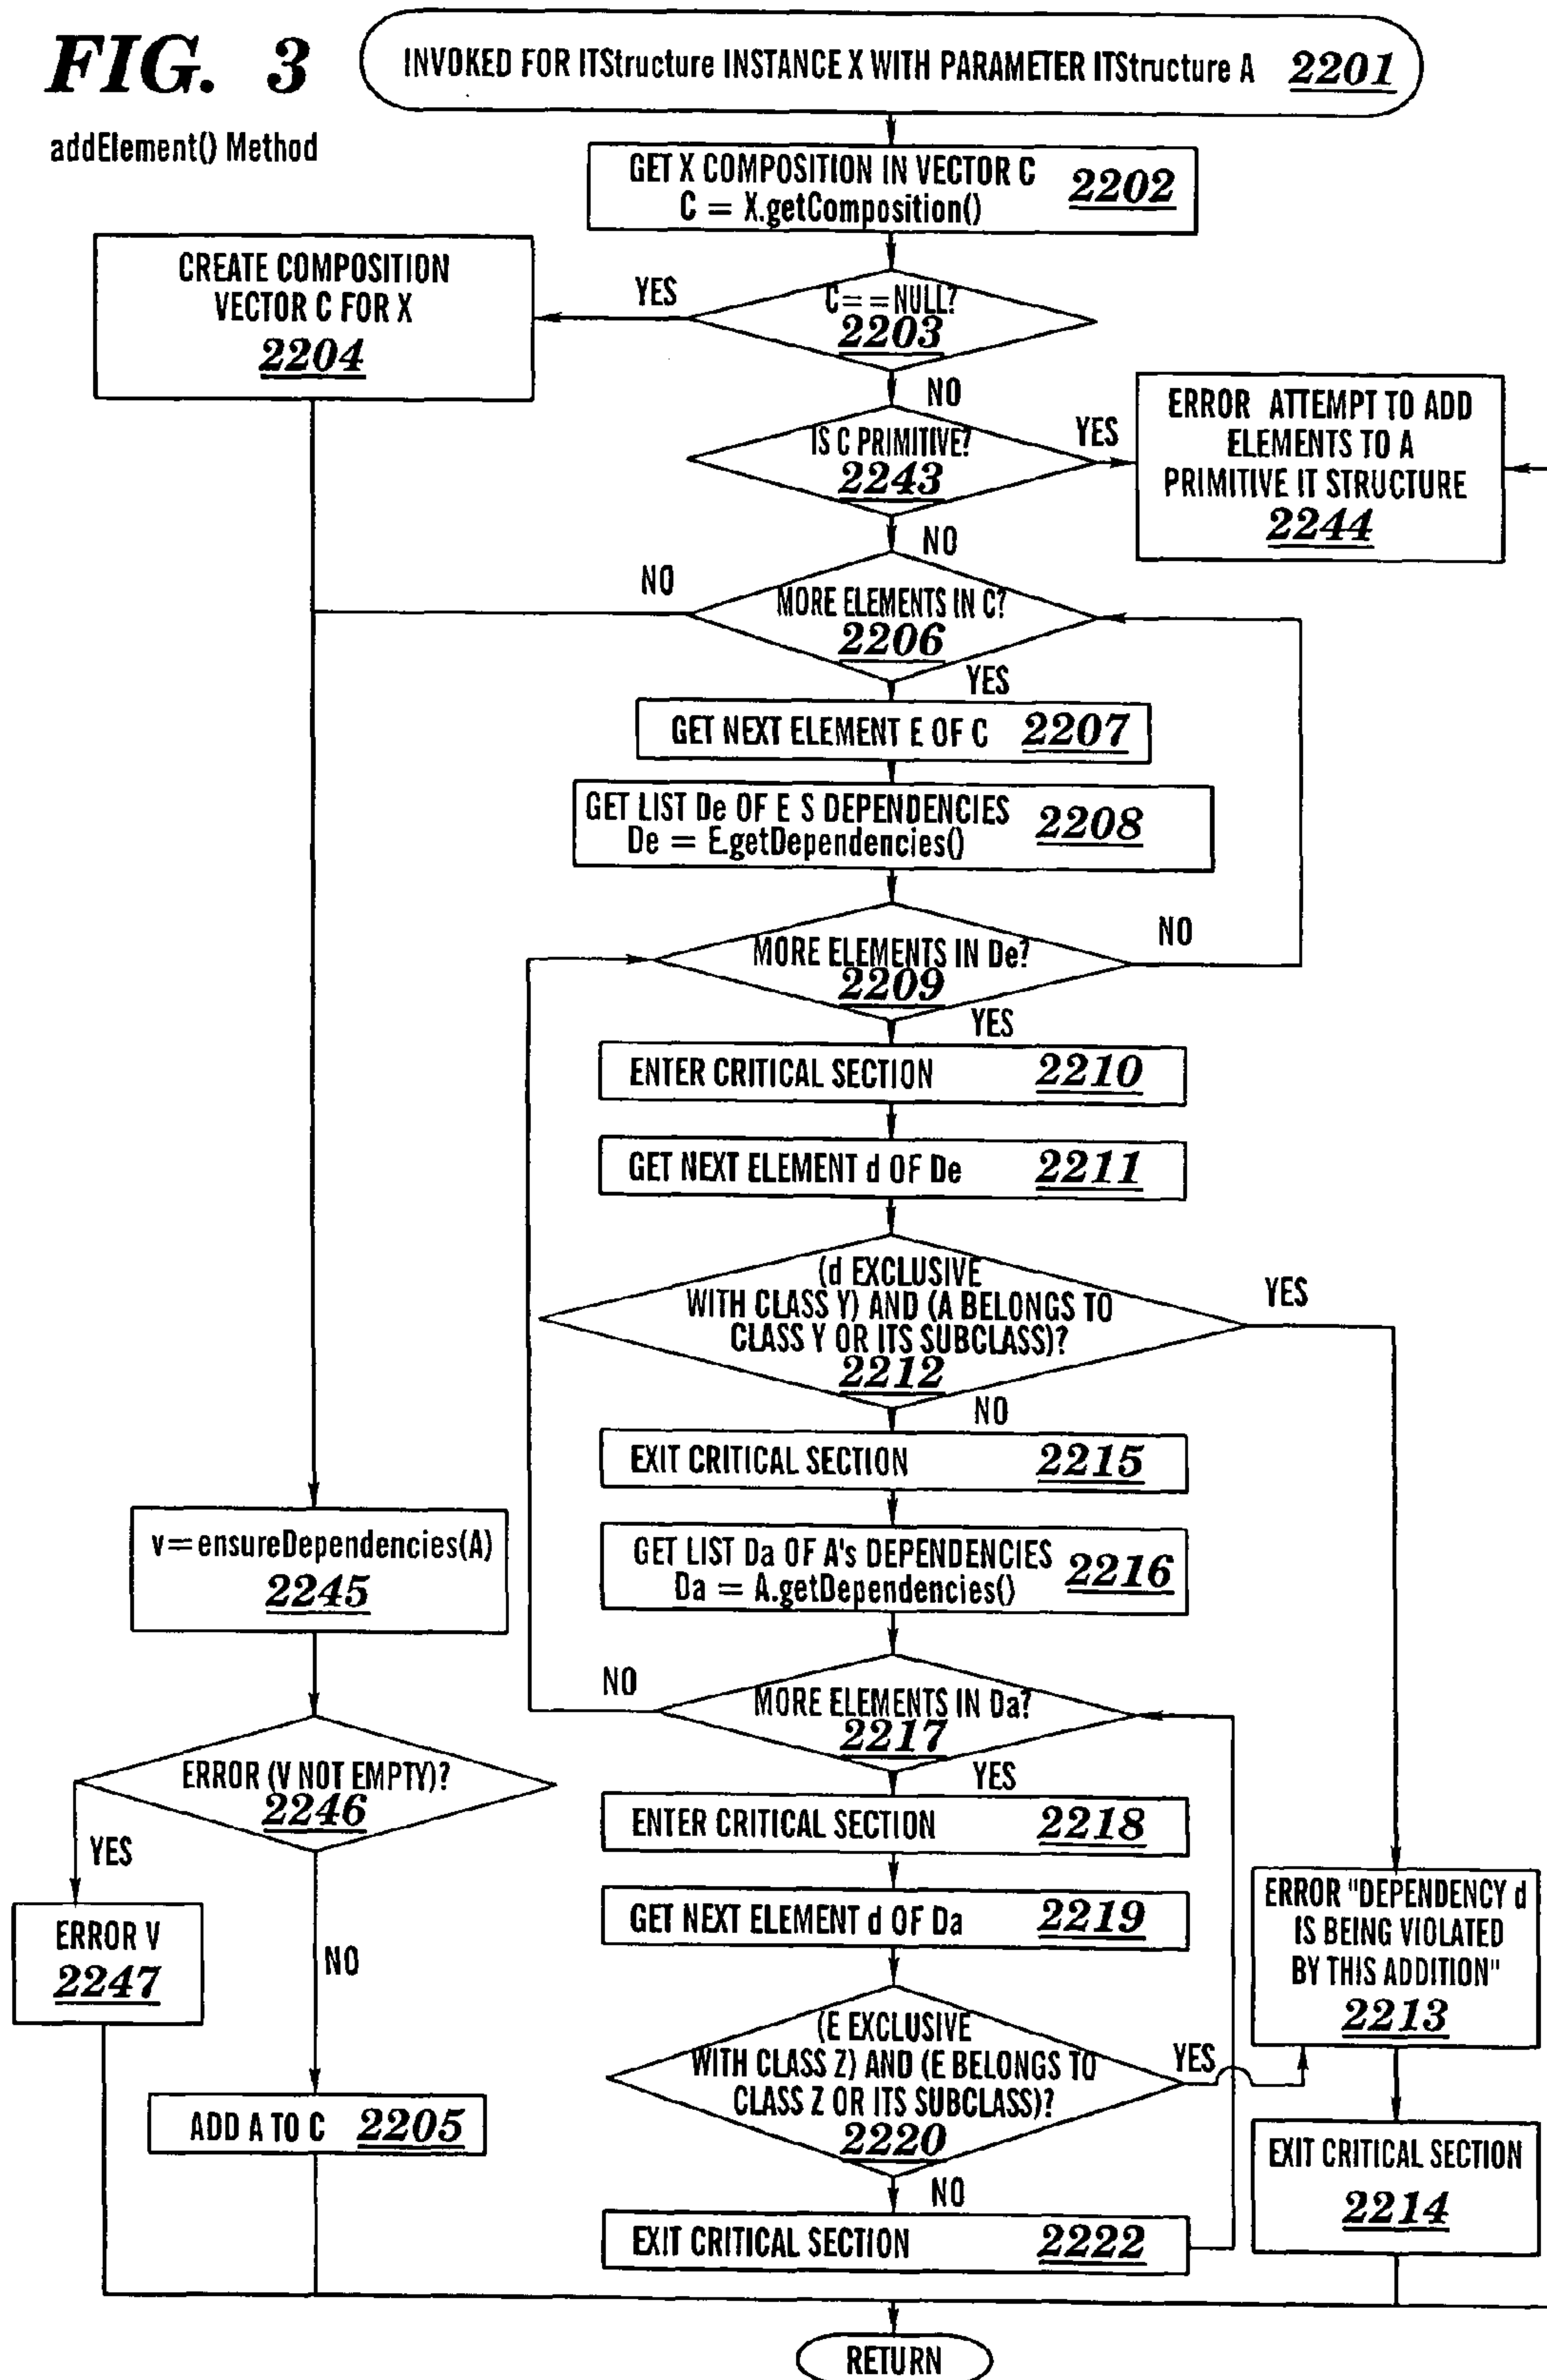 FIG. 3
addElement() Method
INVOKED FOR ITStructure INSTANCE X WITH PARAMETER ITStructure A 2201
GET X COMPOSITION IN VECTOR C
C = X.getComposition()
2202
C==NULL?
2203
YES
NO
CREATE COMPOSITION
VECTOR C FOR X
2204
IS C PRIMITIVE?
2243
YES
NO
ERROR ATTEMPT TO ADD
ELEMENTS TO A
PRIMITIVE IT STRUCTURE
2244
MORE ELEMENTS IN C?
2206
NO
YES
GET NEXT ELEMENT E OF C 2207
GET LIST De OF E S DEPENDENCIES
De = E.getDependencies()
2208
MORE ELEMENTS IN De?
2209
NO
YES
ENTER CRITICAL SECTION 2210
GET NEXT ELEMENT d OF De 2211
(d EXCLUSIVE
WITH CLASS Y) AND (A BELONGS TO
CLASS Y OR ITS SUBCLASS)?
2212
YES
NO
EXIT CRITICAL SECTION 2215
GET LIST Da OF A's DEPENDENCIES
Da = A.getDependencies()
2216
MORE ELEMENTS IN Da?
2217
NO
YES
ENTER CRITICAL SECTION 2218
GET NEXT ELEMENT d OF Da 2219
(E EXCLUSIVE
WITH CLASS Z) AND (E BELONGS TO
CLASS Z OR ITS SUBCLASS)?
2220
YES
NO
EXIT CRITICAL SECTION 2222
v=ensureDependencies(A)
2245
ERROR (V NOT EMPTY)?
2246
YES
NO
ERROR V
2247
ADD A TO C 2205
ERROR "DEPENDENCY d
IS BEING VIOLATED
BY THIS ADDITION"
2213
EXIT CRITICAL SECTION
2214
RETURN